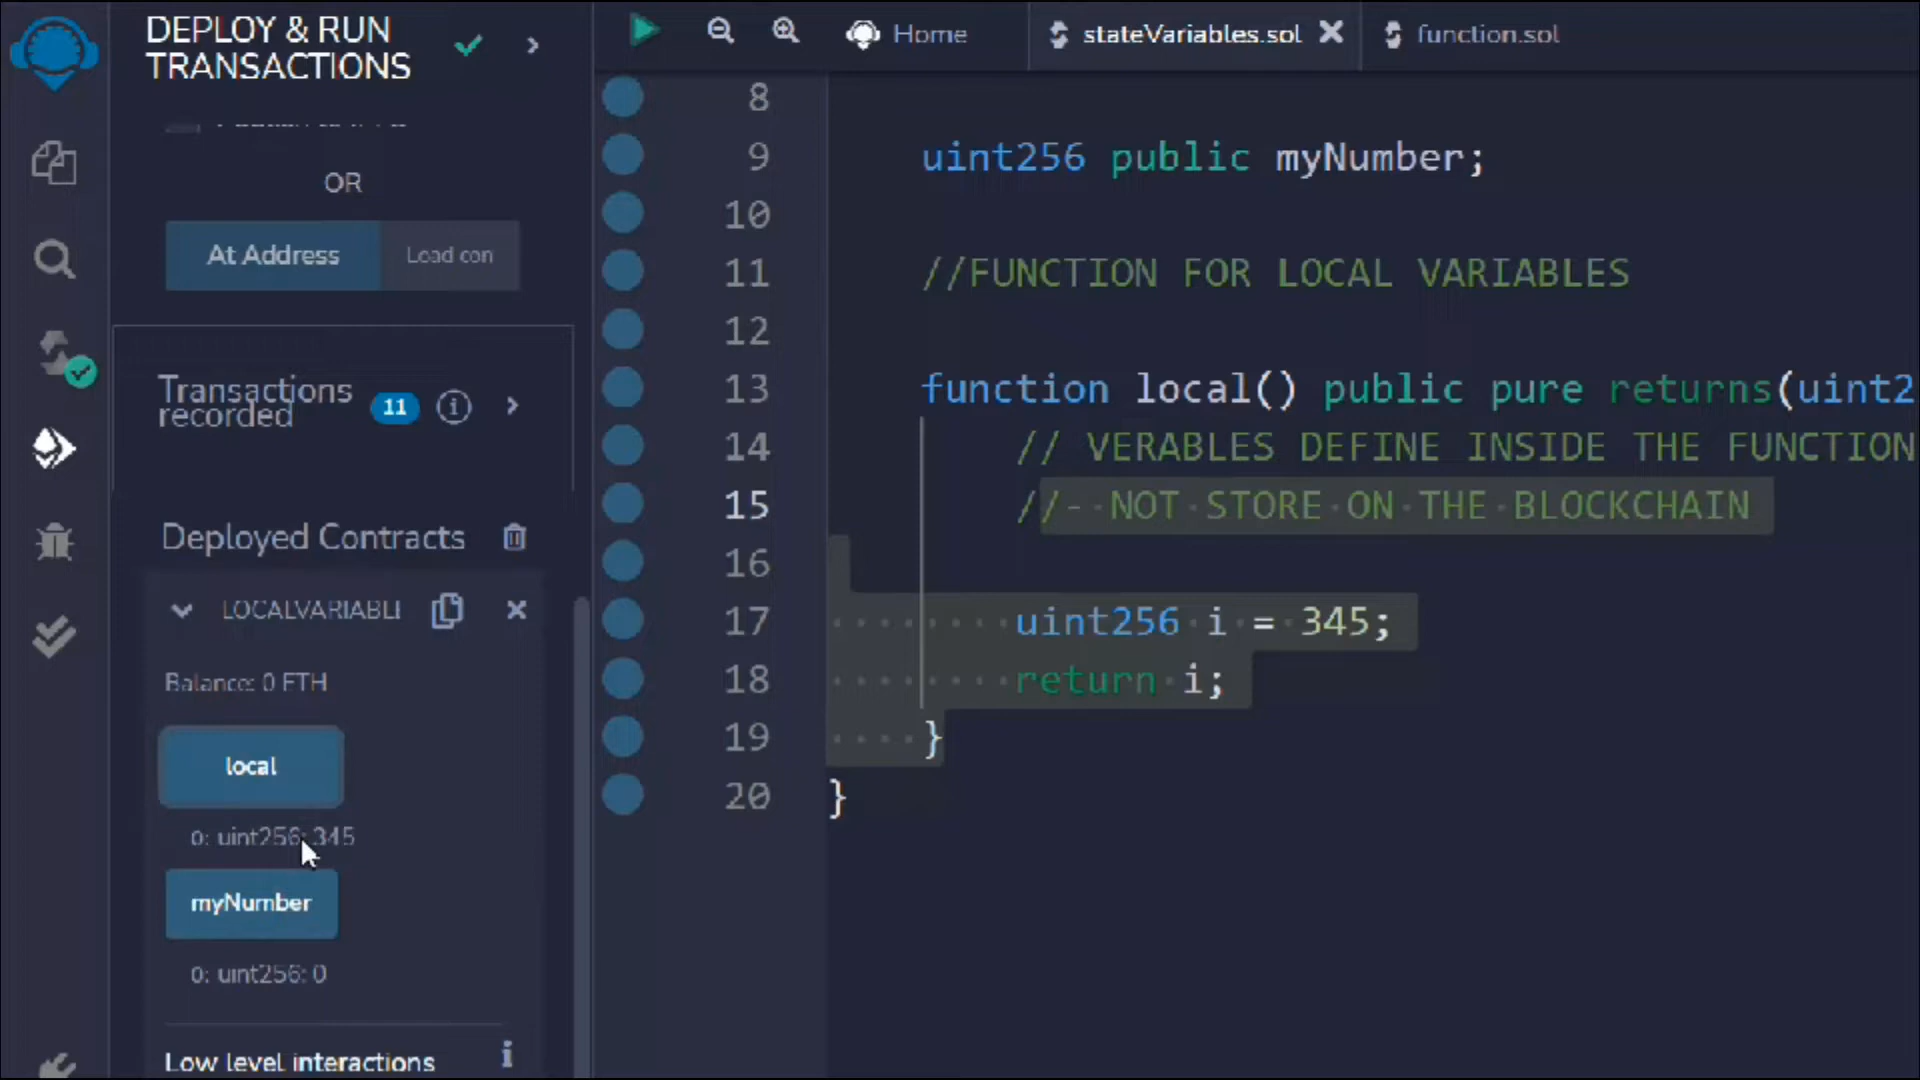 DEPLOY & RUN
TRANSACTIONS
OR
At Address
Load con
Transactions
recorded
11
Deployed Contracts
LOCALVARIABLI
Balance: 0 ETH
local
0: uint256: 345
myNumber
0: uint256: 0
Low level interactions
Home
stateVariables.sol
function.sol
8
9 uint256 public myNumber;
10
11 //FUNCTION FOR LOCAL VARIABLES
12
13 function local() public pure returns(uint2
14 // VERABLES DEFINE INSIDE THE FUNCTION
15 //- NOT STORE ON THE BLOCKCHAIN
16
17 uint256 i = 345;
18 return i;
19 }
20 }